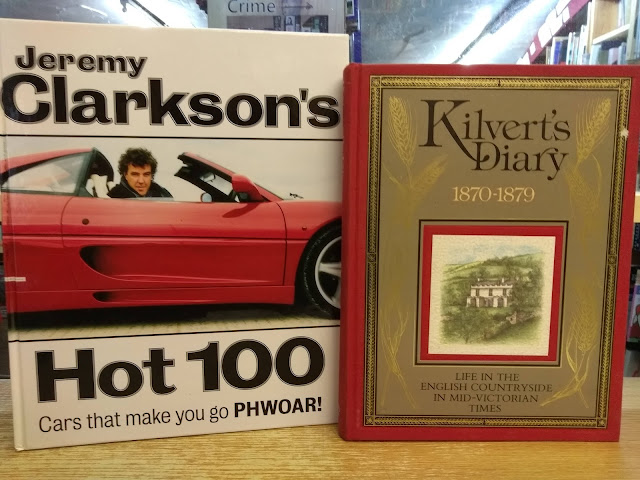 Crime
Jeremy
Clarkson's
Hot 100
Cars that make you go PHWOAR!
Kilvert's
Diary
1870-1879
LIFE IN THE
ENGLISH COUNTRYSIDE
IN MID-VICTORIAN
TIMES